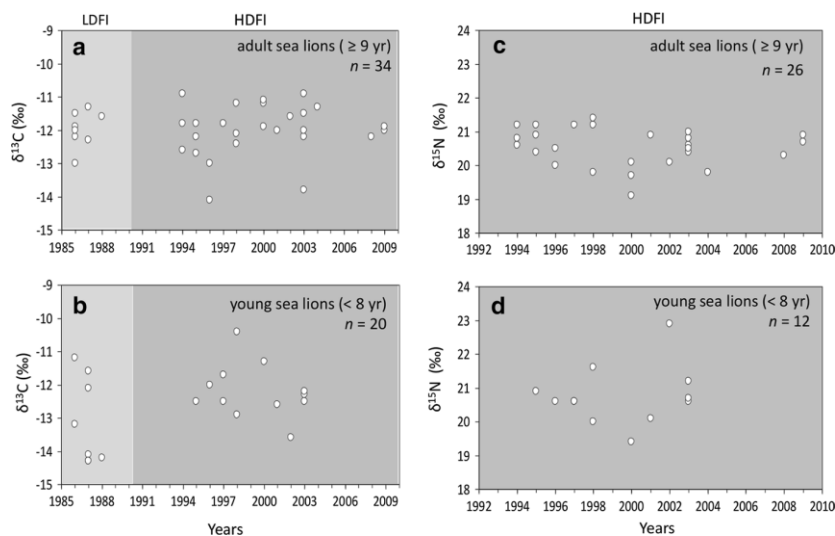 LDFI HDFI
a
adult sea lions ( ≥ 9 yr)
n = 34
δ¹³C (‰)
-9
-10
-11
-12
-13
-14
-15
1985 1988 1991 1994 1997 2000 2003 2006 2009
b
young sea lions (< 8 yr)
n = 20
δ¹³C (‰)
-9
-10
-11
-12
-13
-14
-15
1985 1988 1991 1994 1997 2000 2003 2006 2009
Years
HDFI
c
adult sea lions (≥ 9 yr)
n = 26
δ¹⁵N (‰)
24
23
22
21
20
19
18
1992 1994 1996 1998 2000 2002 2004 2006 2008 2010
d
young sea lions (< 8 yr)
n = 12
δ¹⁵N (‰)
24
23
22
21
20
19
18
1992 1994 1996 1998 2000 2002 2004 2006 2008 2010
Years